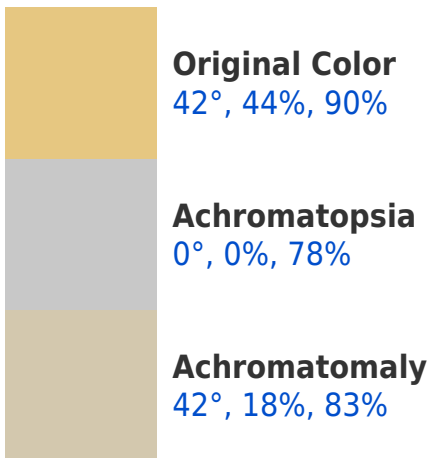 Original Color
42°, 44%, 90%
Achromatopsia
0°, 0%, 78%
Achromatomaly
42°, 18%, 83%